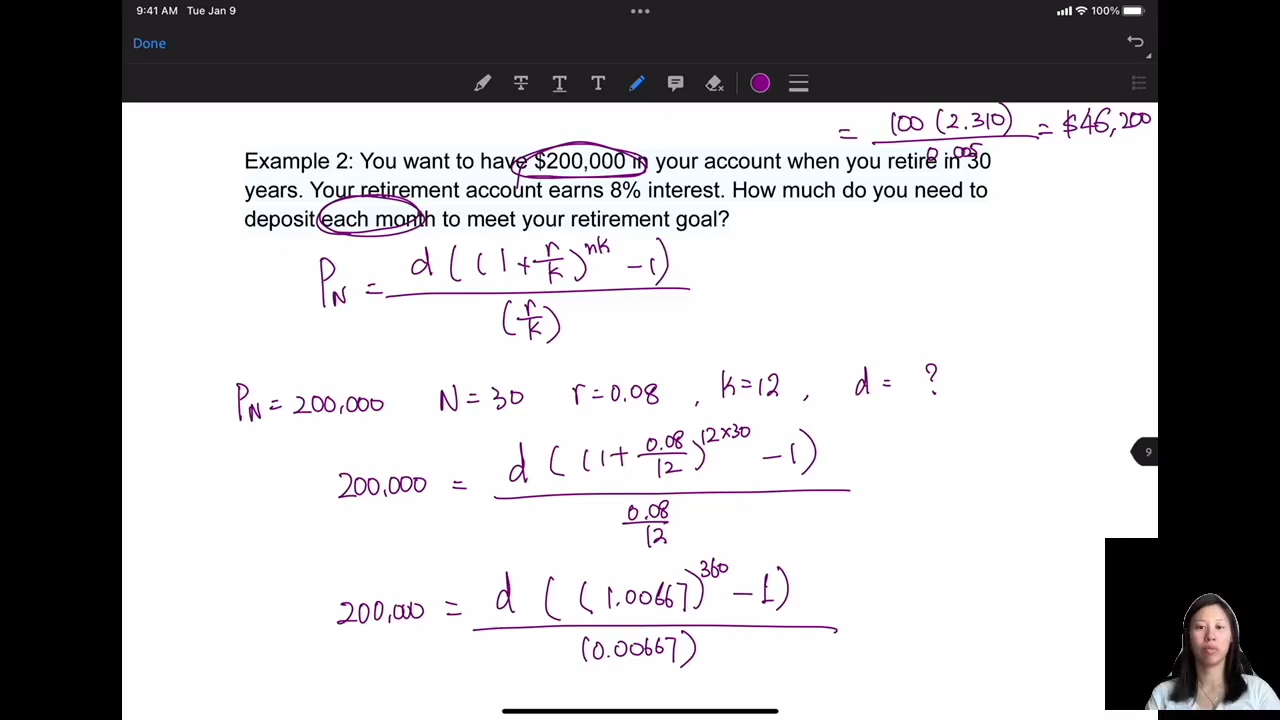 9:41 AM Tue Jan 9
100%
Done
= 100 (2.310) / 0.005 = $46,200
Example 2: You want to have $200,000 in your account when you retire in 30
years. Your retirement account earns 8% interest. How much do you need to
deposit each month to meet your retirement goal?
P_N = d ( (1 + r/k)^nk - 1) / (r/k)
P_N = 200,000 N = 30 r = 0.08 , k = 12 , d = ?
200,000 = d ( (1 + 0.08/12)^12×30 - 1) / 0.08/12
9
200,000 = d ( (1.00667)^360 - 1) / (0.00667)